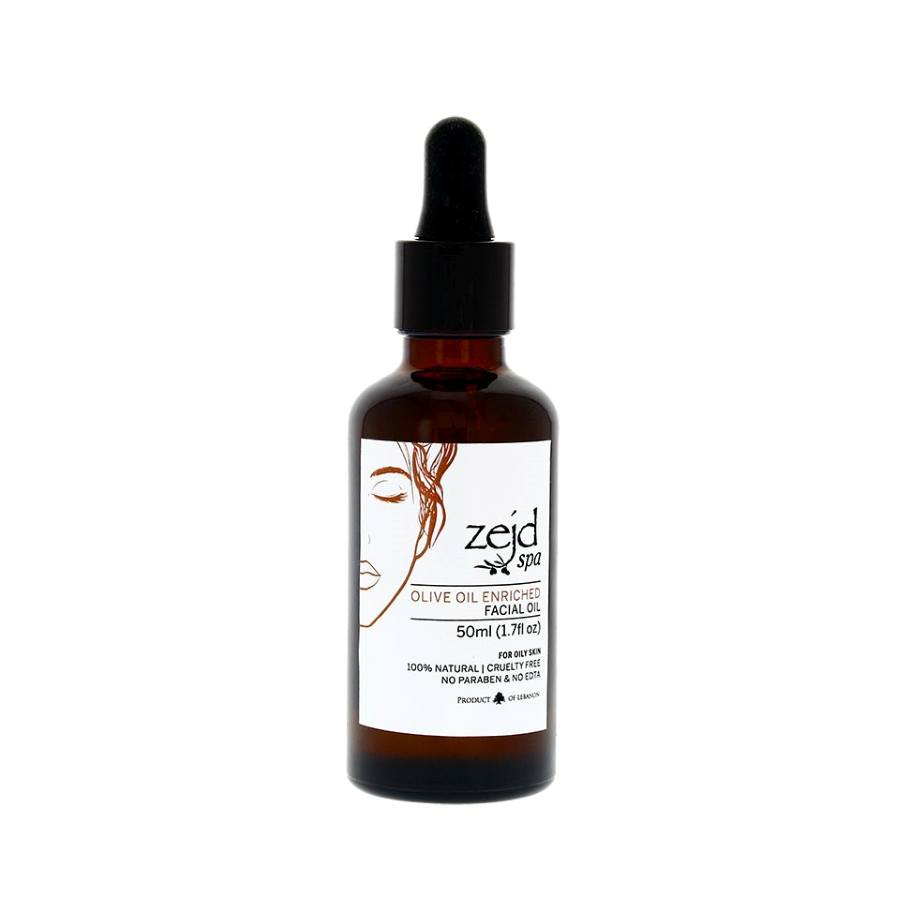 zejd
spa
OLIVE OIL ENRICHED
FACIAL OIL
50ml (1.7fl oz)
FOR OILY SKIN
100% NATURAL | CRUELTY FREE
NO PARABEN & NO EDTA
PRODUCT OF LEBANON